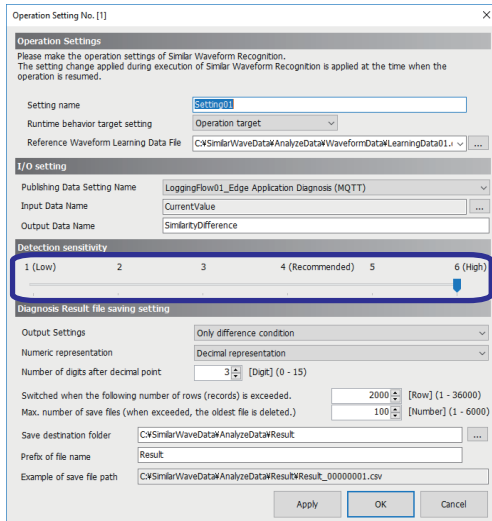 Operation Setting No. [1]
Operation Settings
Please make the operation settings of Similar Waveform Recognition.
The setting change applied during execution of Similar Waveform Recognition is applied at the time when the
operation is resumed.
Setting name Setting01
Runtime behavior target setting Operation target
Reference Waveform Learning Data File C:¥SimilarWaveData¥AnalyzeData¥WaveformData¥LearningData01. ...
I/O setting
Publishing Data Setting Name LoggingFlow01_Edge Application Diagnosis (MQTT)
Input Data Name CurrentValue ...
Output Data Name SimilarityDifference
Detection sensitivity
1 (Low) 2 3 4 (Recommended) 5 6 (High)
Diagnosis Result file saving setting
Output Settings Only difference condition
Numeric representation Decimal representation
Number of digits after decimal point 3 [Digit] (0 - 15)
Switched when the following number of rows (records) is exceeded. 2000 [Row] (1 - 36000)
Max. number of save files (when exceeded, the oldest file is deleted.) 100 [Number] (1 - 6000)
Save destination folder C:¥SimilarWaveData¥AnalyzeData¥Result ...
Prefix of file name Result
Example of save file path C:¥SimilarWaveData¥AnalyzeData¥Result¥Result_00000001.csv
Apply OK Cancel